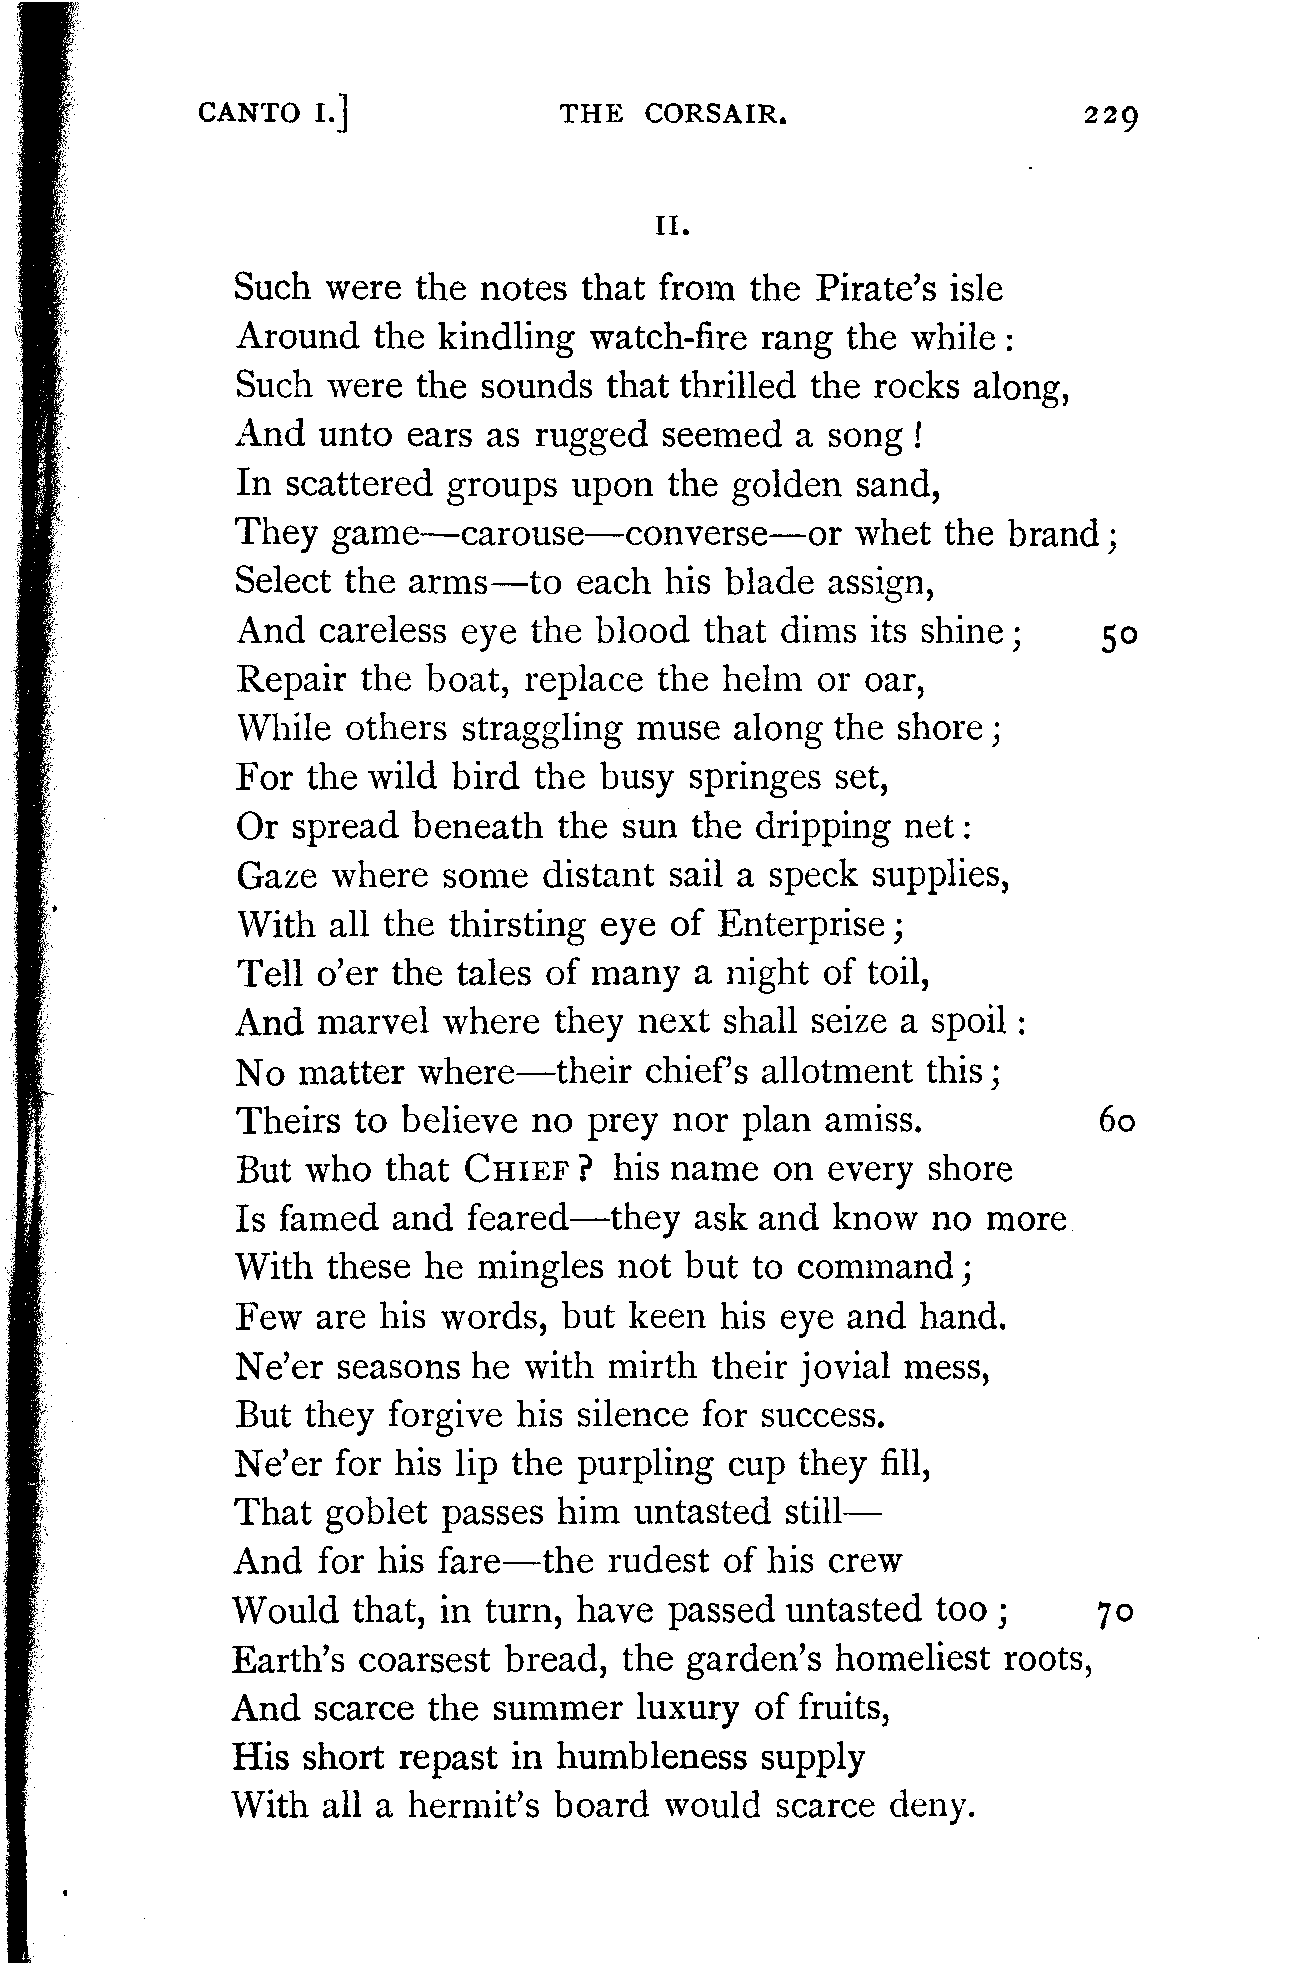 CANTO I.] THE CORSAIR. 229
II.
Such were the notes that from the Pirate's isle
Around the kindling watch-fire rang the while :
Such were the sounds that thrilled the rocks along,
And unto ears as rugged seemed a song !
In scattered groups upon the golden sand,
They game—carouse—converse—or whet the brand ;
Select the arms—to each his blade assign,
And careless eye the blood that dims its shine ; 50
Repair the boat, replace the helm or oar,
While others straggling muse along the shore ;
For the wild bird the busy springes set,
Or spread beneath the sun the dripping net :
Gaze where some distant sail a speck supplies,
With all the thirsting eye of Enterprise ;
Tell o'er the tales of many a night of toil,
And marvel where they next shall seize a spoil :
No matter where—their chief's allotment this ;
Theirs to believe no prey nor plan amiss. 60
But who that CHIEF ? his name on every shore
Is famed and feared—they ask and know no more
With these he mingles not but to command ;
Few are his words, but keen his eye and hand.
Ne'er seasons he with mirth their jovial mess,
But they forgive his silence for success.
Ne'er for his lip the purpling cup they fill,
That goblet passes him untasted still—
And for his fare—the rudest of his crew
Would that, in turn, have passed untasted too ; 70
Earth's coarsest bread, the garden's homeliest roots,
And scarce the summer luxury of fruits,
His short repast in humbleness supply
With all a hermit's board would scarce deny.